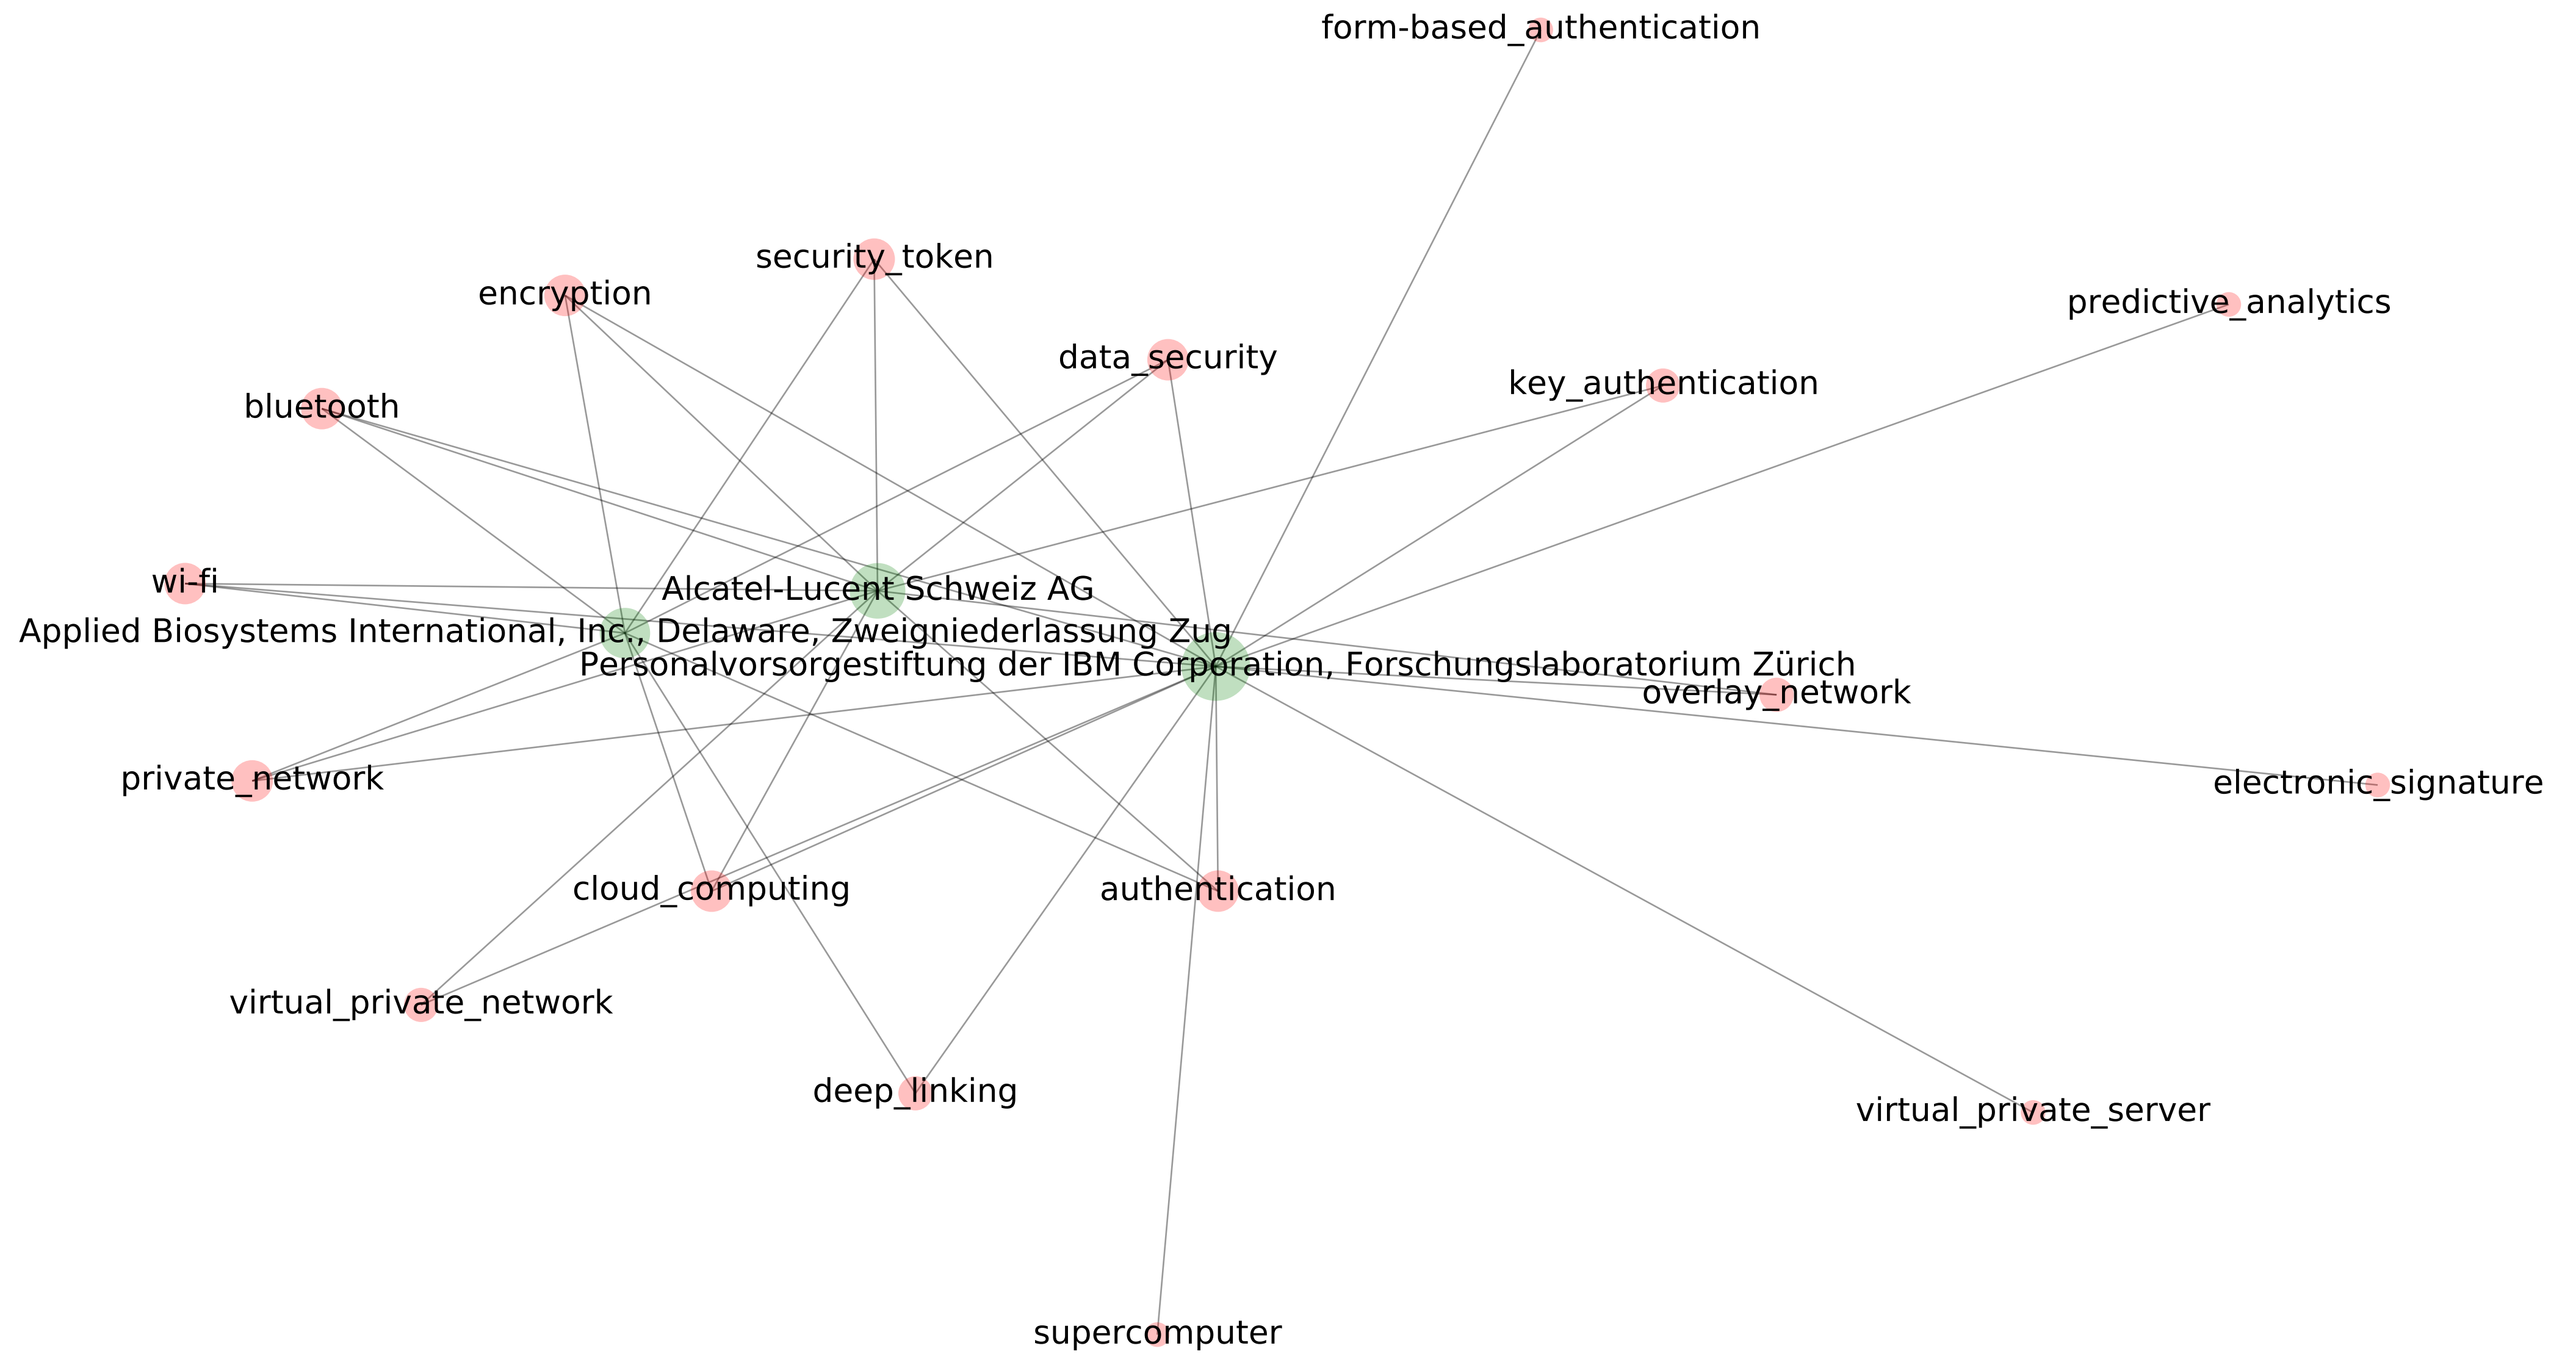 form-based_authentication
security_token
encryption
predictive_analytics
data_security
key_authentication
bluetooth
wi-fi
Alcatel-Lucent Schweiz AG
Applied Biosystems International, Inc., Delaware, Zweigniederlassung Zug
Personalvorsorgestiftung der IBM Corporation, Forschungslaboratorium Zürich
overlay_network
private_network
electronic_signature
cloud_computing
authentication
virtual_private_network
deep_linking
virtual_private_server
supercomputer